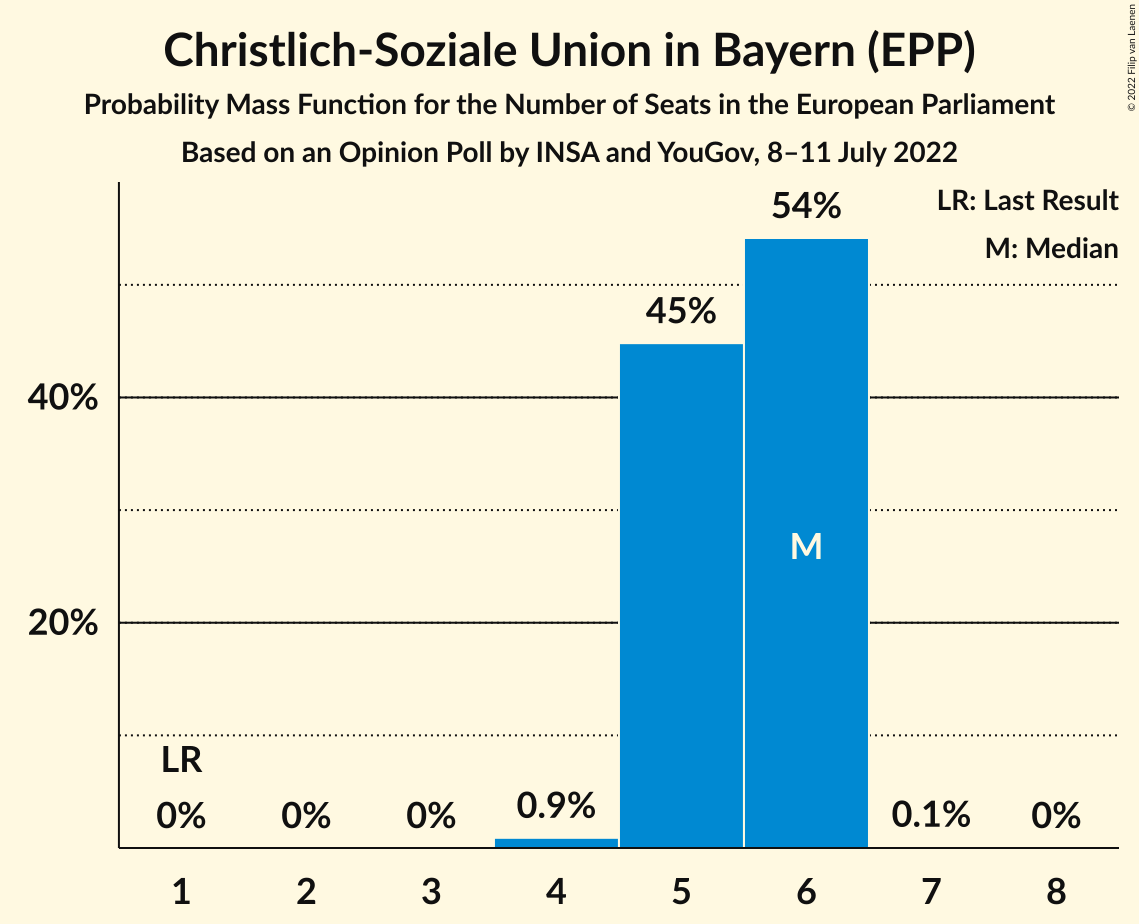 Christlich-Soziale Union in Bayern (EPP)
Probability Mass Function for the Number of Seats in the European Parliament
Based on an Opinion Poll by INSA and YouGov, 8–11 July 2022
© 2022 Filip van Laenen
LR: Last Result
M: Median
54%
45%
40%
M
20%
LR
0% 0% 0% 0.9% 0.1% 0%
1 2 3 4 5 6 7 8